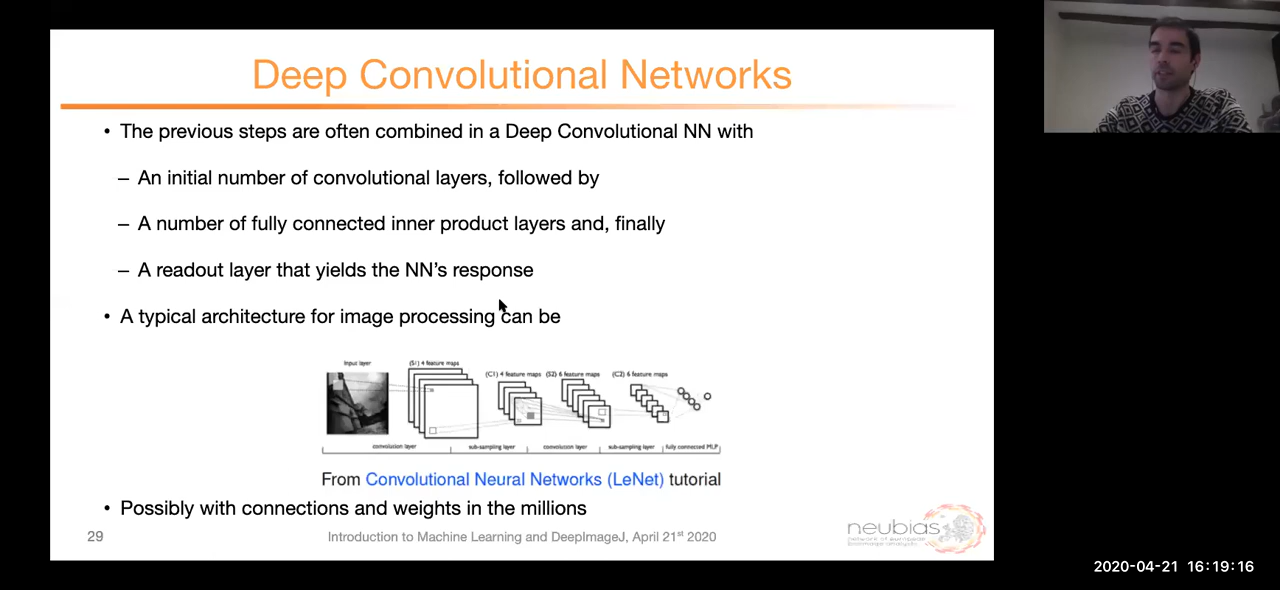 Deep Convolutional Networks
• The previous steps are often combined in a Deep Convolutional NN with
– An initial number of convolutional layers, followed by
– A number of fully connected inner product layers and, finally
– A readout layer that yields the NN's response
• A typical architecture for image processing can be
input layer (S1) 4 feature maps
(C1) 4 feature maps (S2) 6 feature maps (C2) 6 feature maps
convolution layer sub-sampling layer convolution layer sub-sampling layer fully connected MLP
From Convolutional Neural Networks (LeNet) tutorial
• Possibly with connections and weights in the millions
29 Introduction to Machine Learning and DeepImageJ, April 21st 2020
neubias
2020-04-21 16:19:16